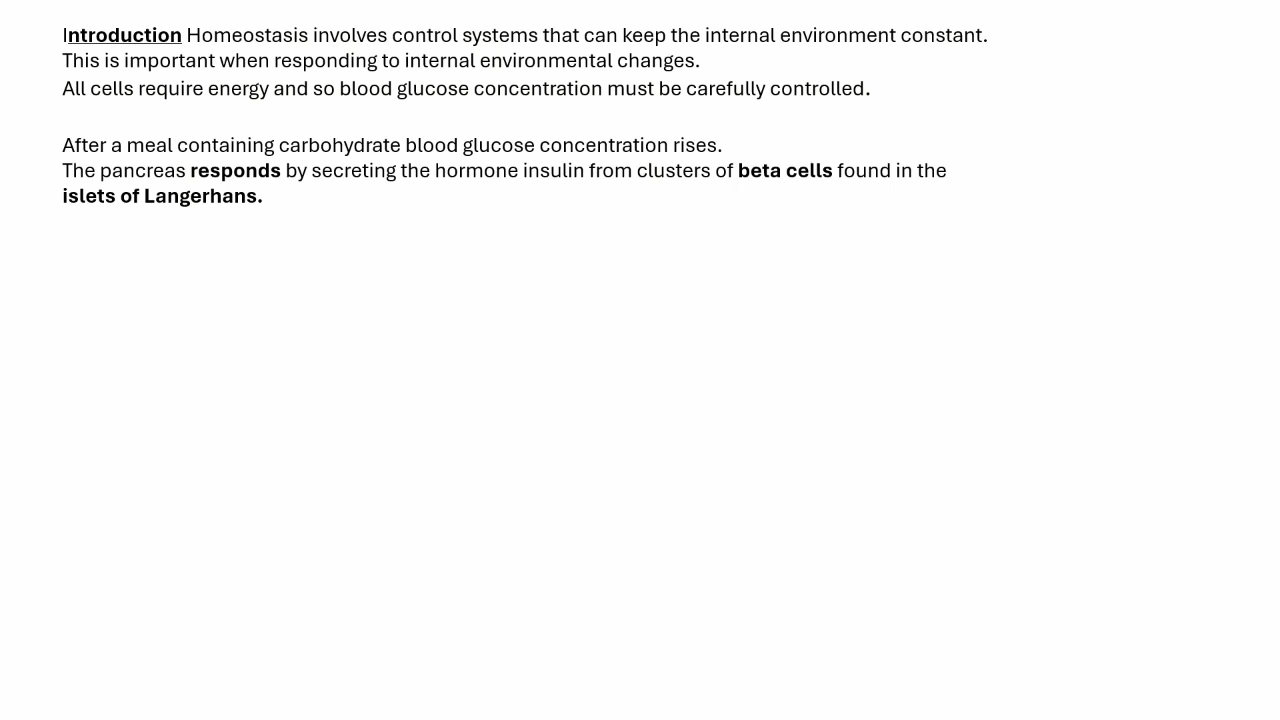 Introduction Homeostasis involves control systems that can keep the internal environment constant.
This is important when responding to internal environmental changes.
All cells require energy and so blood glucose concentration must be carefully controlled.
After a meal containing carbohydrate blood glucose concentration rises.
The pancreas responds by secreting the hormone insulin from clusters of beta cells found in the
islets of Langerhans.